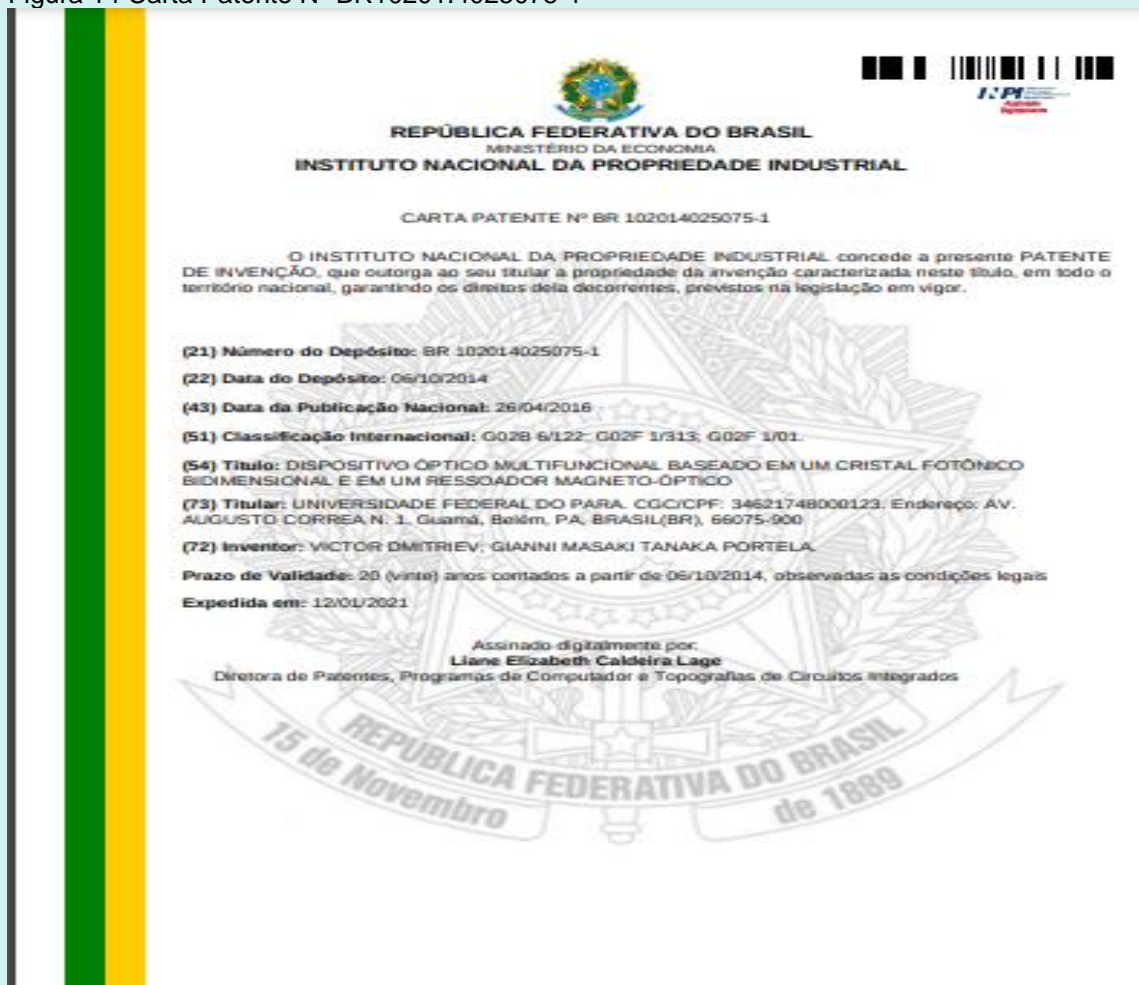 REPÚBLICA FEDERATIVA DO BRASIL
MINISTÉRIO DA ECONOMIA
INSTITUTO NACIONAL DA PROPRIEDADE INDUSTRIAL
CARTA PATENTE Nº BR 102014025075-1
O INSTITUTO NACIONAL DA PROPRIEDADE INDUSTRIAL concede a presente PATENTE
DE INVENÇÃO, que outorga ao seu titular a propriedade da invenção caracterizada neste título, em todo o
território nacional, garantindo os direitos dela decorrentes, previstos na legislação em vigor.
(21) Número do Depósito: BR 102014025075-1
(22) Data do Depósito: 06/10/2014
(43) Data da Publicação Nacional: 26/04/2016
(51) Classificação Internacional: G02B 6/122; G02F 1/313; G02F 1/01.
(54) Título: DISPOSITIVO ÓPTICO MULTIFUNCIONAL BASEADO EM UM CRISTAL FOTÔNICO
BIDIMENSIONAL E EM UM RESSOADOR MAGNETO-ÓPTICO
(73) Titular: UNIVERSIDADE FEDERAL DO PARA. CGC/CPF: 34621748000123. Endereço: AV.
AUGUSTO CORREA N. 1, Guamá, Belém, PA, BRASIL(BR), 66075-900
(72) Inventor: VICTOR DMITRIEV; GIANNI MASAKI TANAKA PORTELA.
Prazo de Validade: 20 (vinte) anos contados a partir de 06/10/2014, observadas as condições legais
Expedida em: 12/01/2021
Assinado digitalmente por:
Liane Elizabeth Caldeira Lage
Diretora de Patentes, Programas de Computador e Topografias de Circuitos Integrados
REPUBLICA FEDERATIVA DO BRASIL
15 de Novembro de 1889